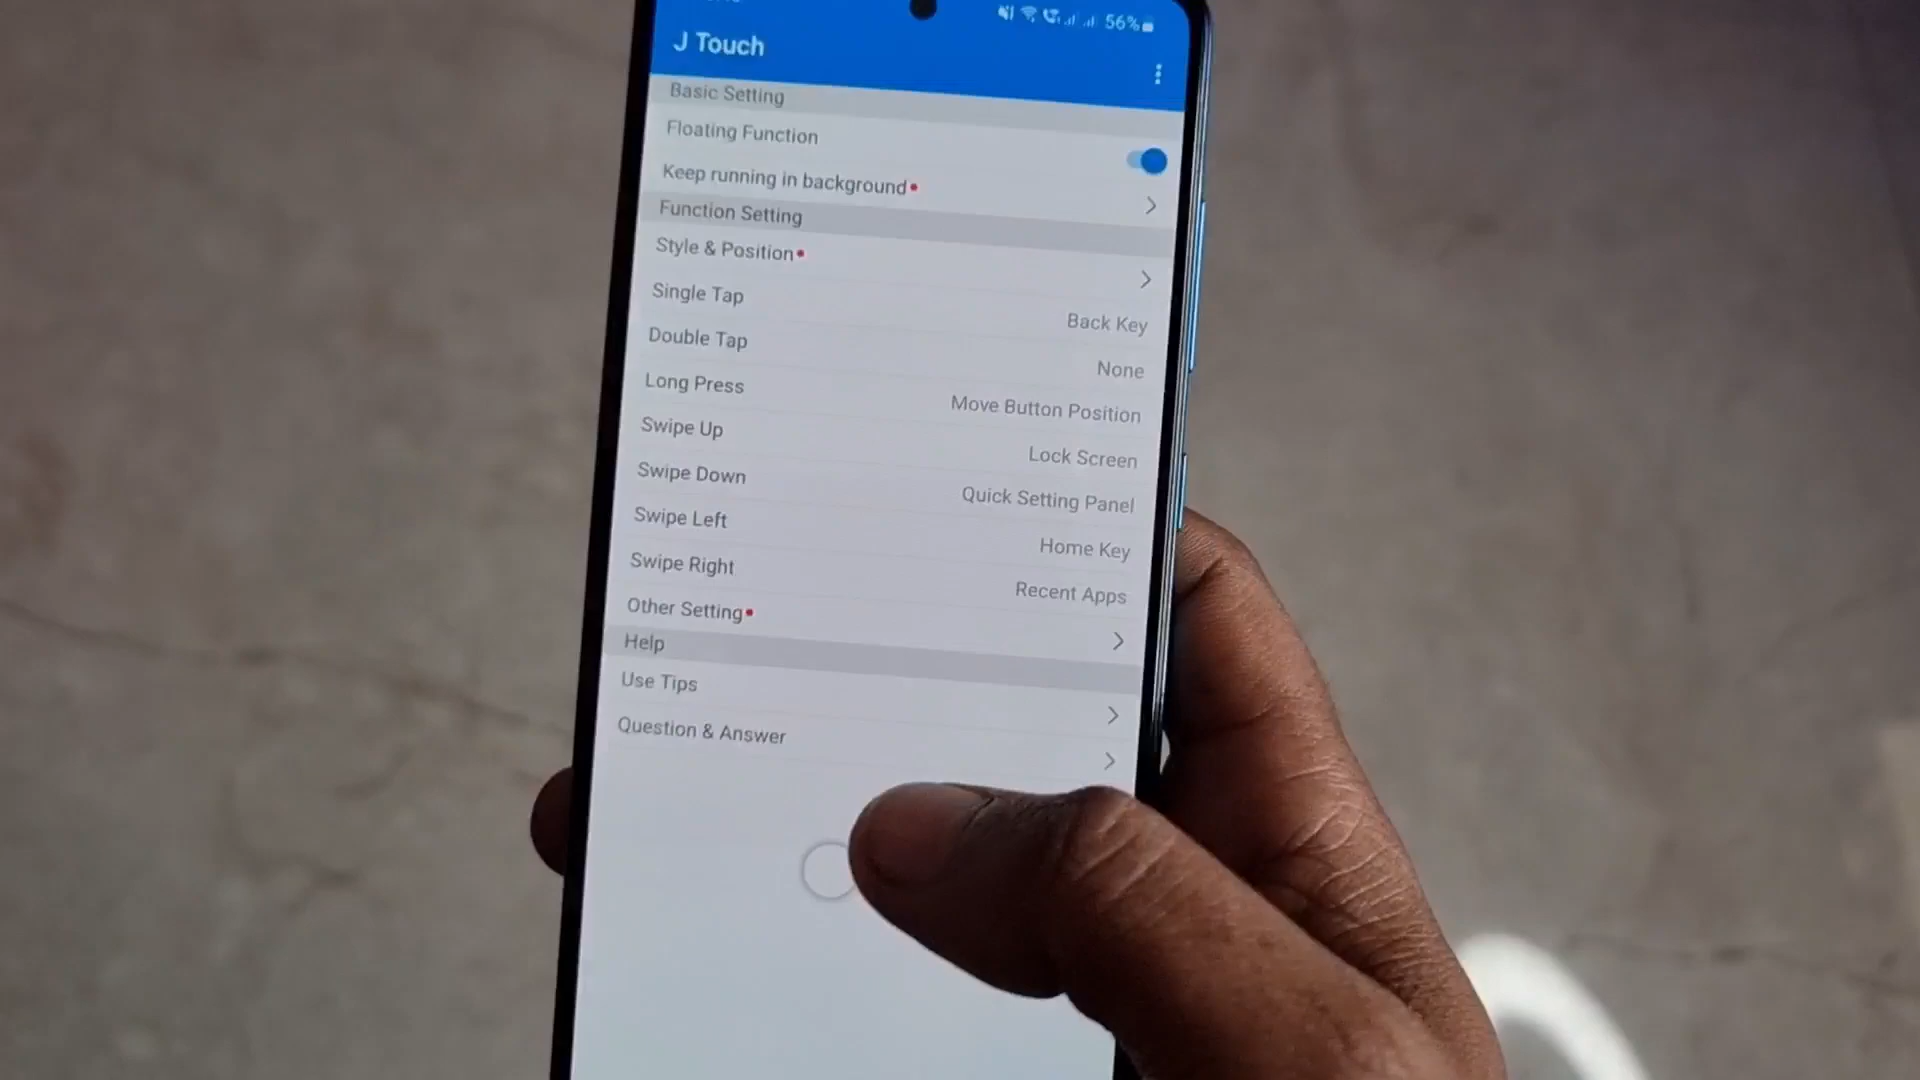 56%
J Touch
Basic Setting
Floating Function
Keep running in background
Function Setting
Style & Position
Single Tap Back Key
Double Tap None
Long Press Move Button Position
Swipe Up Lock Screen
Swipe Down Quick Setting Panel
Swipe Left Home Key
Swipe Right Recent Apps
Other Setting
Help
Use Tips
Question & Answer